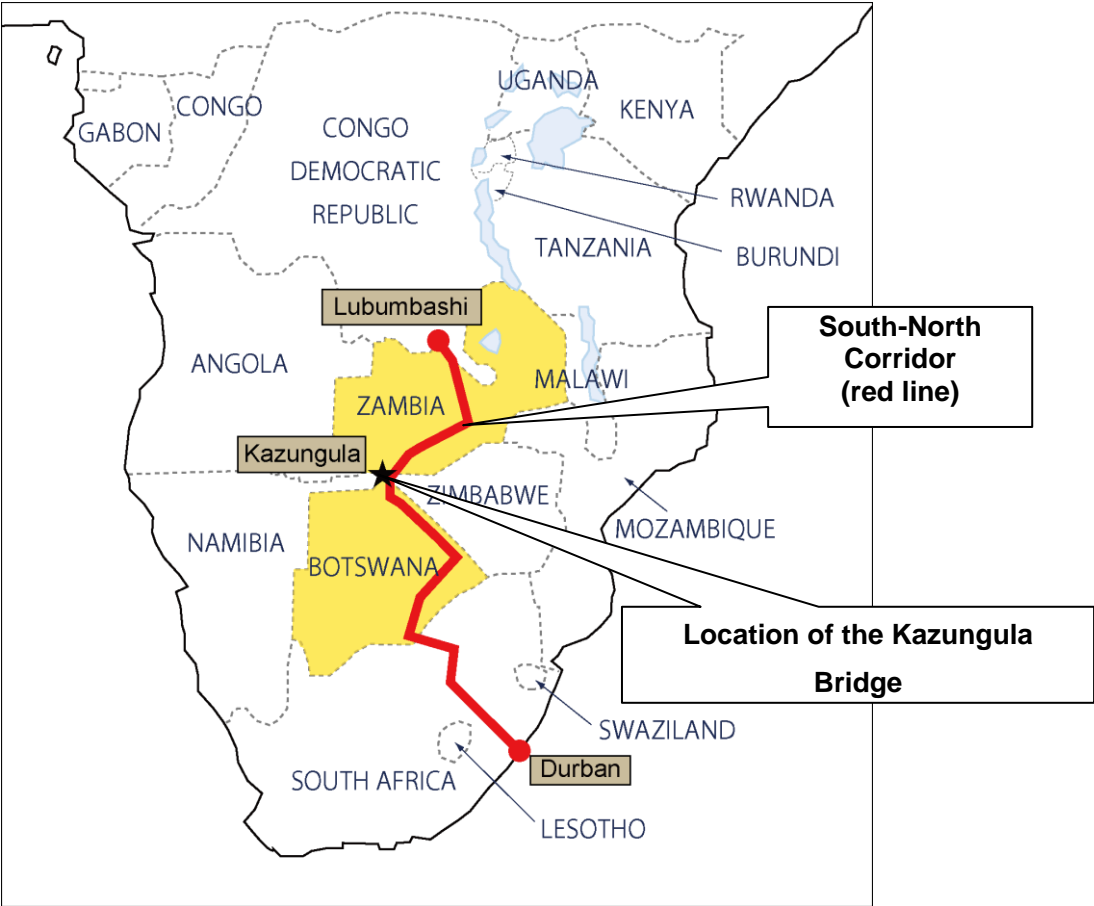 UGANDA
CONGO
KENYA
GABON
CONGO
DEMOCRATIC
REPUBLIC
RWANDA
TANZANIA
BURUNDI
Lubumbashi
South-North
Corridor
(red line)
ANGOLA
MALAWI
ZAMBIA
Kazungula
ZIMBABWE
MOZAMBIQUE
NAMIBIA
BOTSWANA
Location of the Kazungula
Bridge
SWAZILAND
Durban
SOUTH AFRICA
LESOTHO